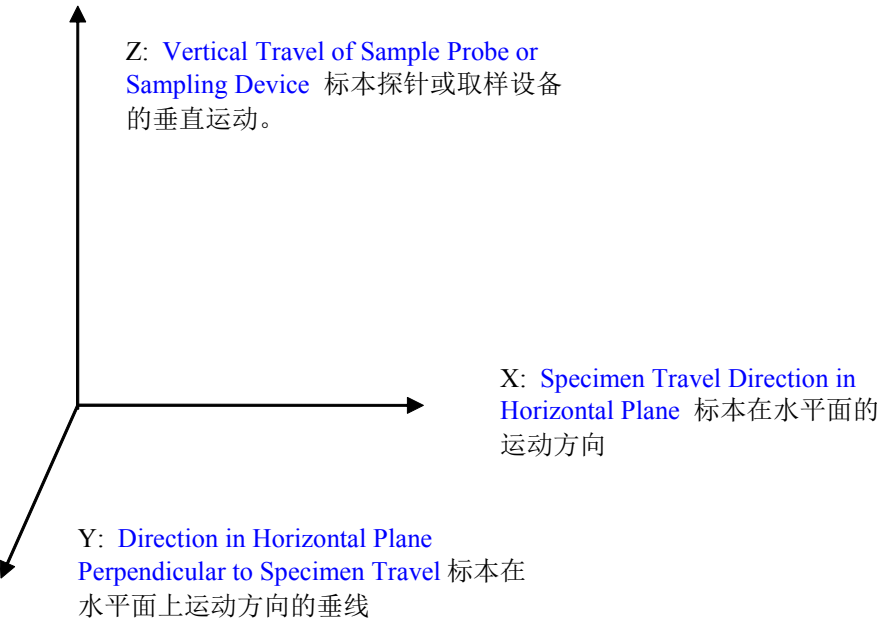 Z: Vertical Travel of Sample Probe or
Sampling Device 标本探针或取样设备
的垂直运动。
X: Specimen Travel Direction in
Horizontal Plane 标本在水平面的
运动方向
Y: Direction in Horizontal Plane
Perpendicular to Specimen Travel 标本在
水平面上运动方向的垂线